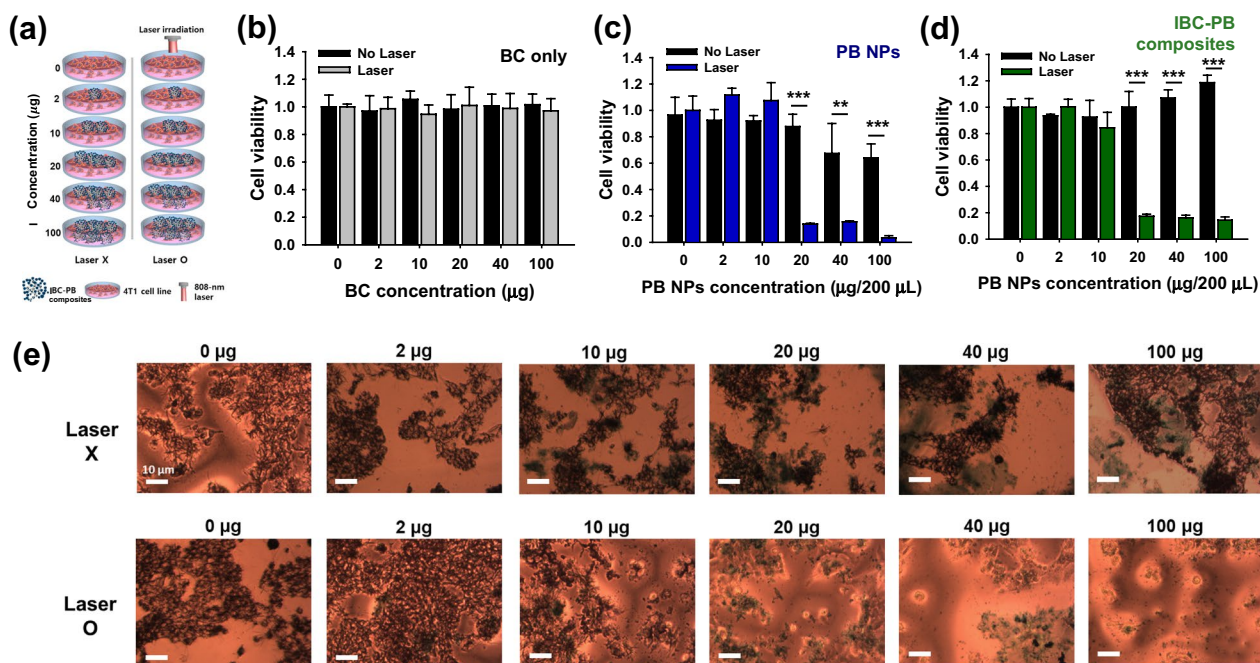 (a)
Laser irradiation
Concentration (μg)
0
2
10
20
40
I
100
Laser X
Laser O
IBC-PB
composites
4T1 cell line
808-nm
laser
(b)
1.4
1.2
1.0
0.8
0.6
0.4
0.2
0.0
Cell viability
No Laser
Laser
BC only
0 2 10 20 40 100
BC concentration (μg)
(c)
1.4
1.2
1.0
0.8
0.6
0.4
0.2
0.0
Cell viability
No Laser
Laser
PB NPs
*** ** ***
0 2 10 20 40 100
PB NPs concentration (μg/200 μL)
(d)
IBC-PB
composites
1.4
1.2
1.0
0.8
0.6
0.4
0.2
0.0
Cell viability
No Laser
Laser
*** *** ***
0 2 10 20 40 100
PB NPs concentration (μg/200 μL)
(e)
0 μg 2 μg 10 μg 20 μg 40 μg 100 μg
Laser
X
10 μm
0 μg 2 μg 10 μg 20 μg 40 μg 100 μg
Laser
O